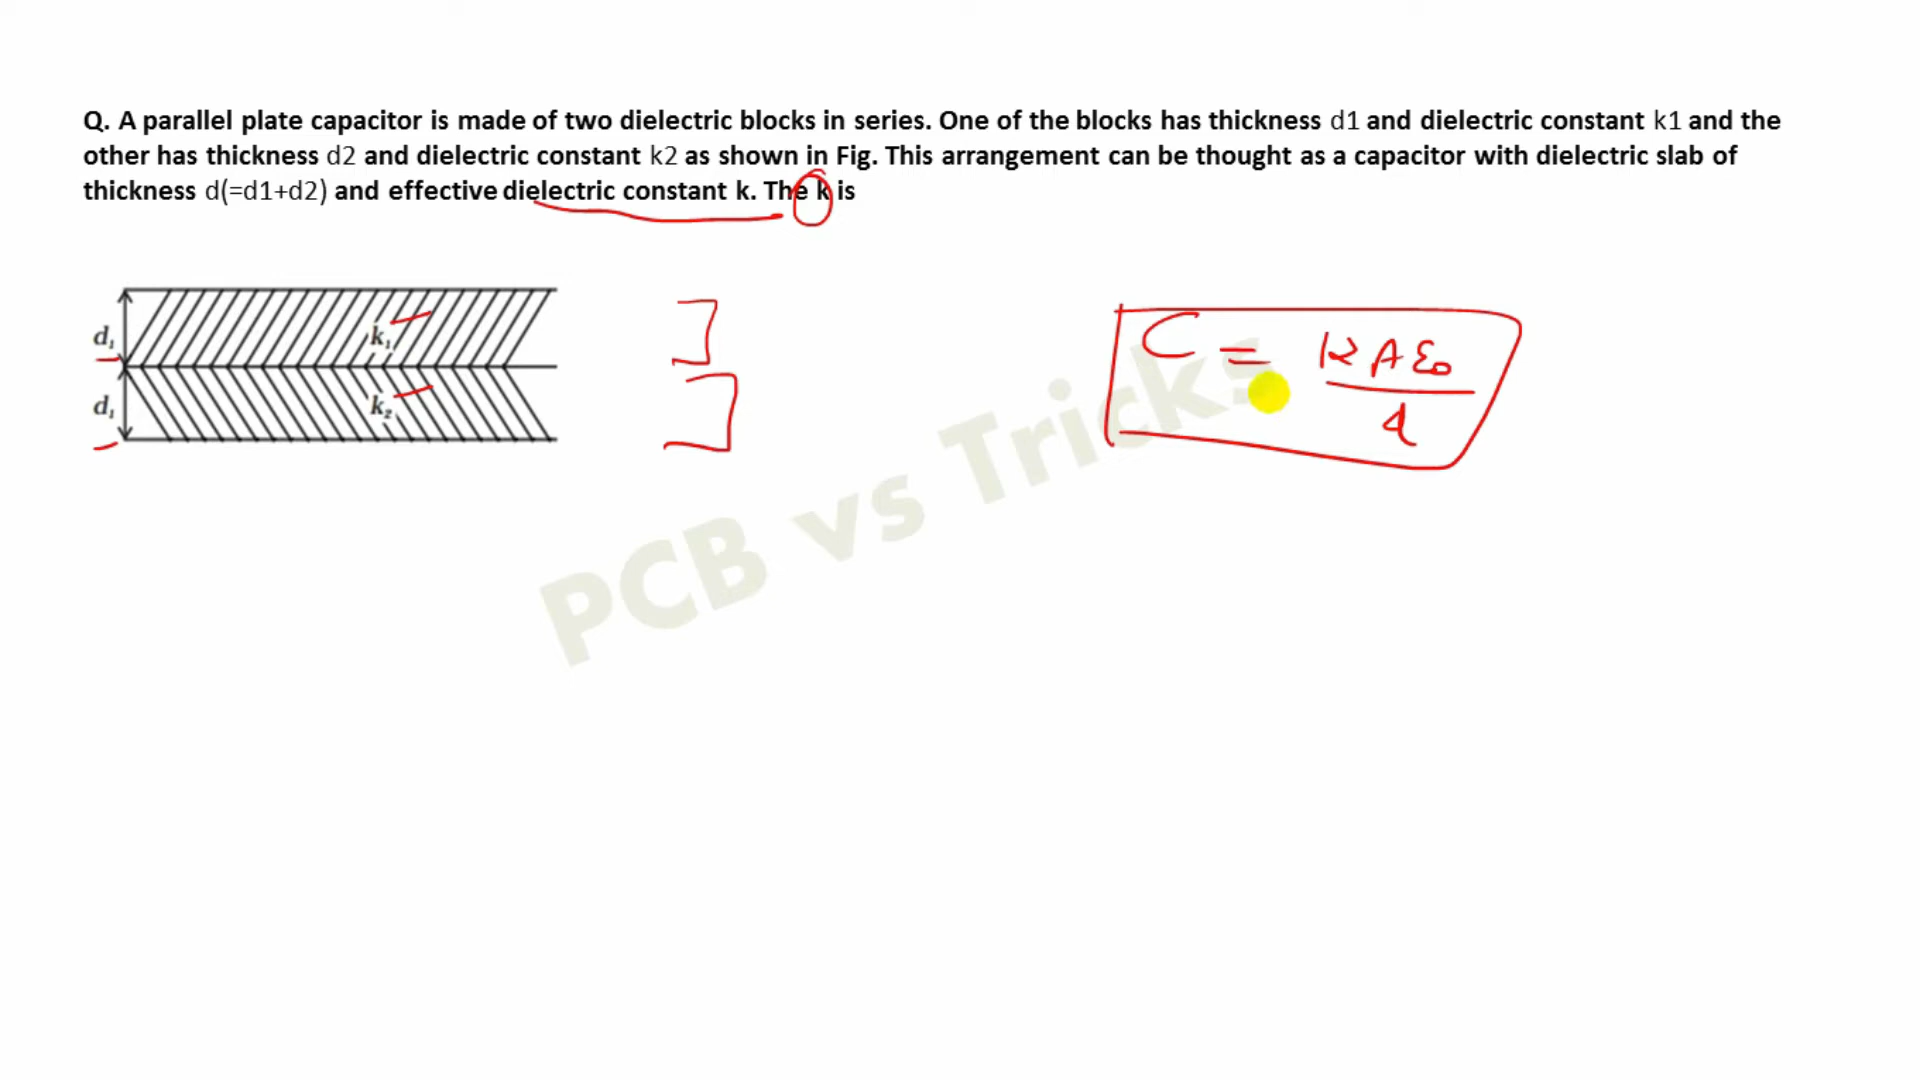 Q. A parallel plate capacitor is made of two dielectric blocks in series. One of the blocks has thickness d1 and dielectric constant k1 and the
other has thickness d2 and dielectric constant k2 as shown in Fig. This arrangement can be thought as a capacitor with dielectric slab of
thickness d(=d1+d2) and effective dielectric constant k. The k is
d₁
k₁
d₁
k₂
C = KAε₀
d
PCB vs Tricks